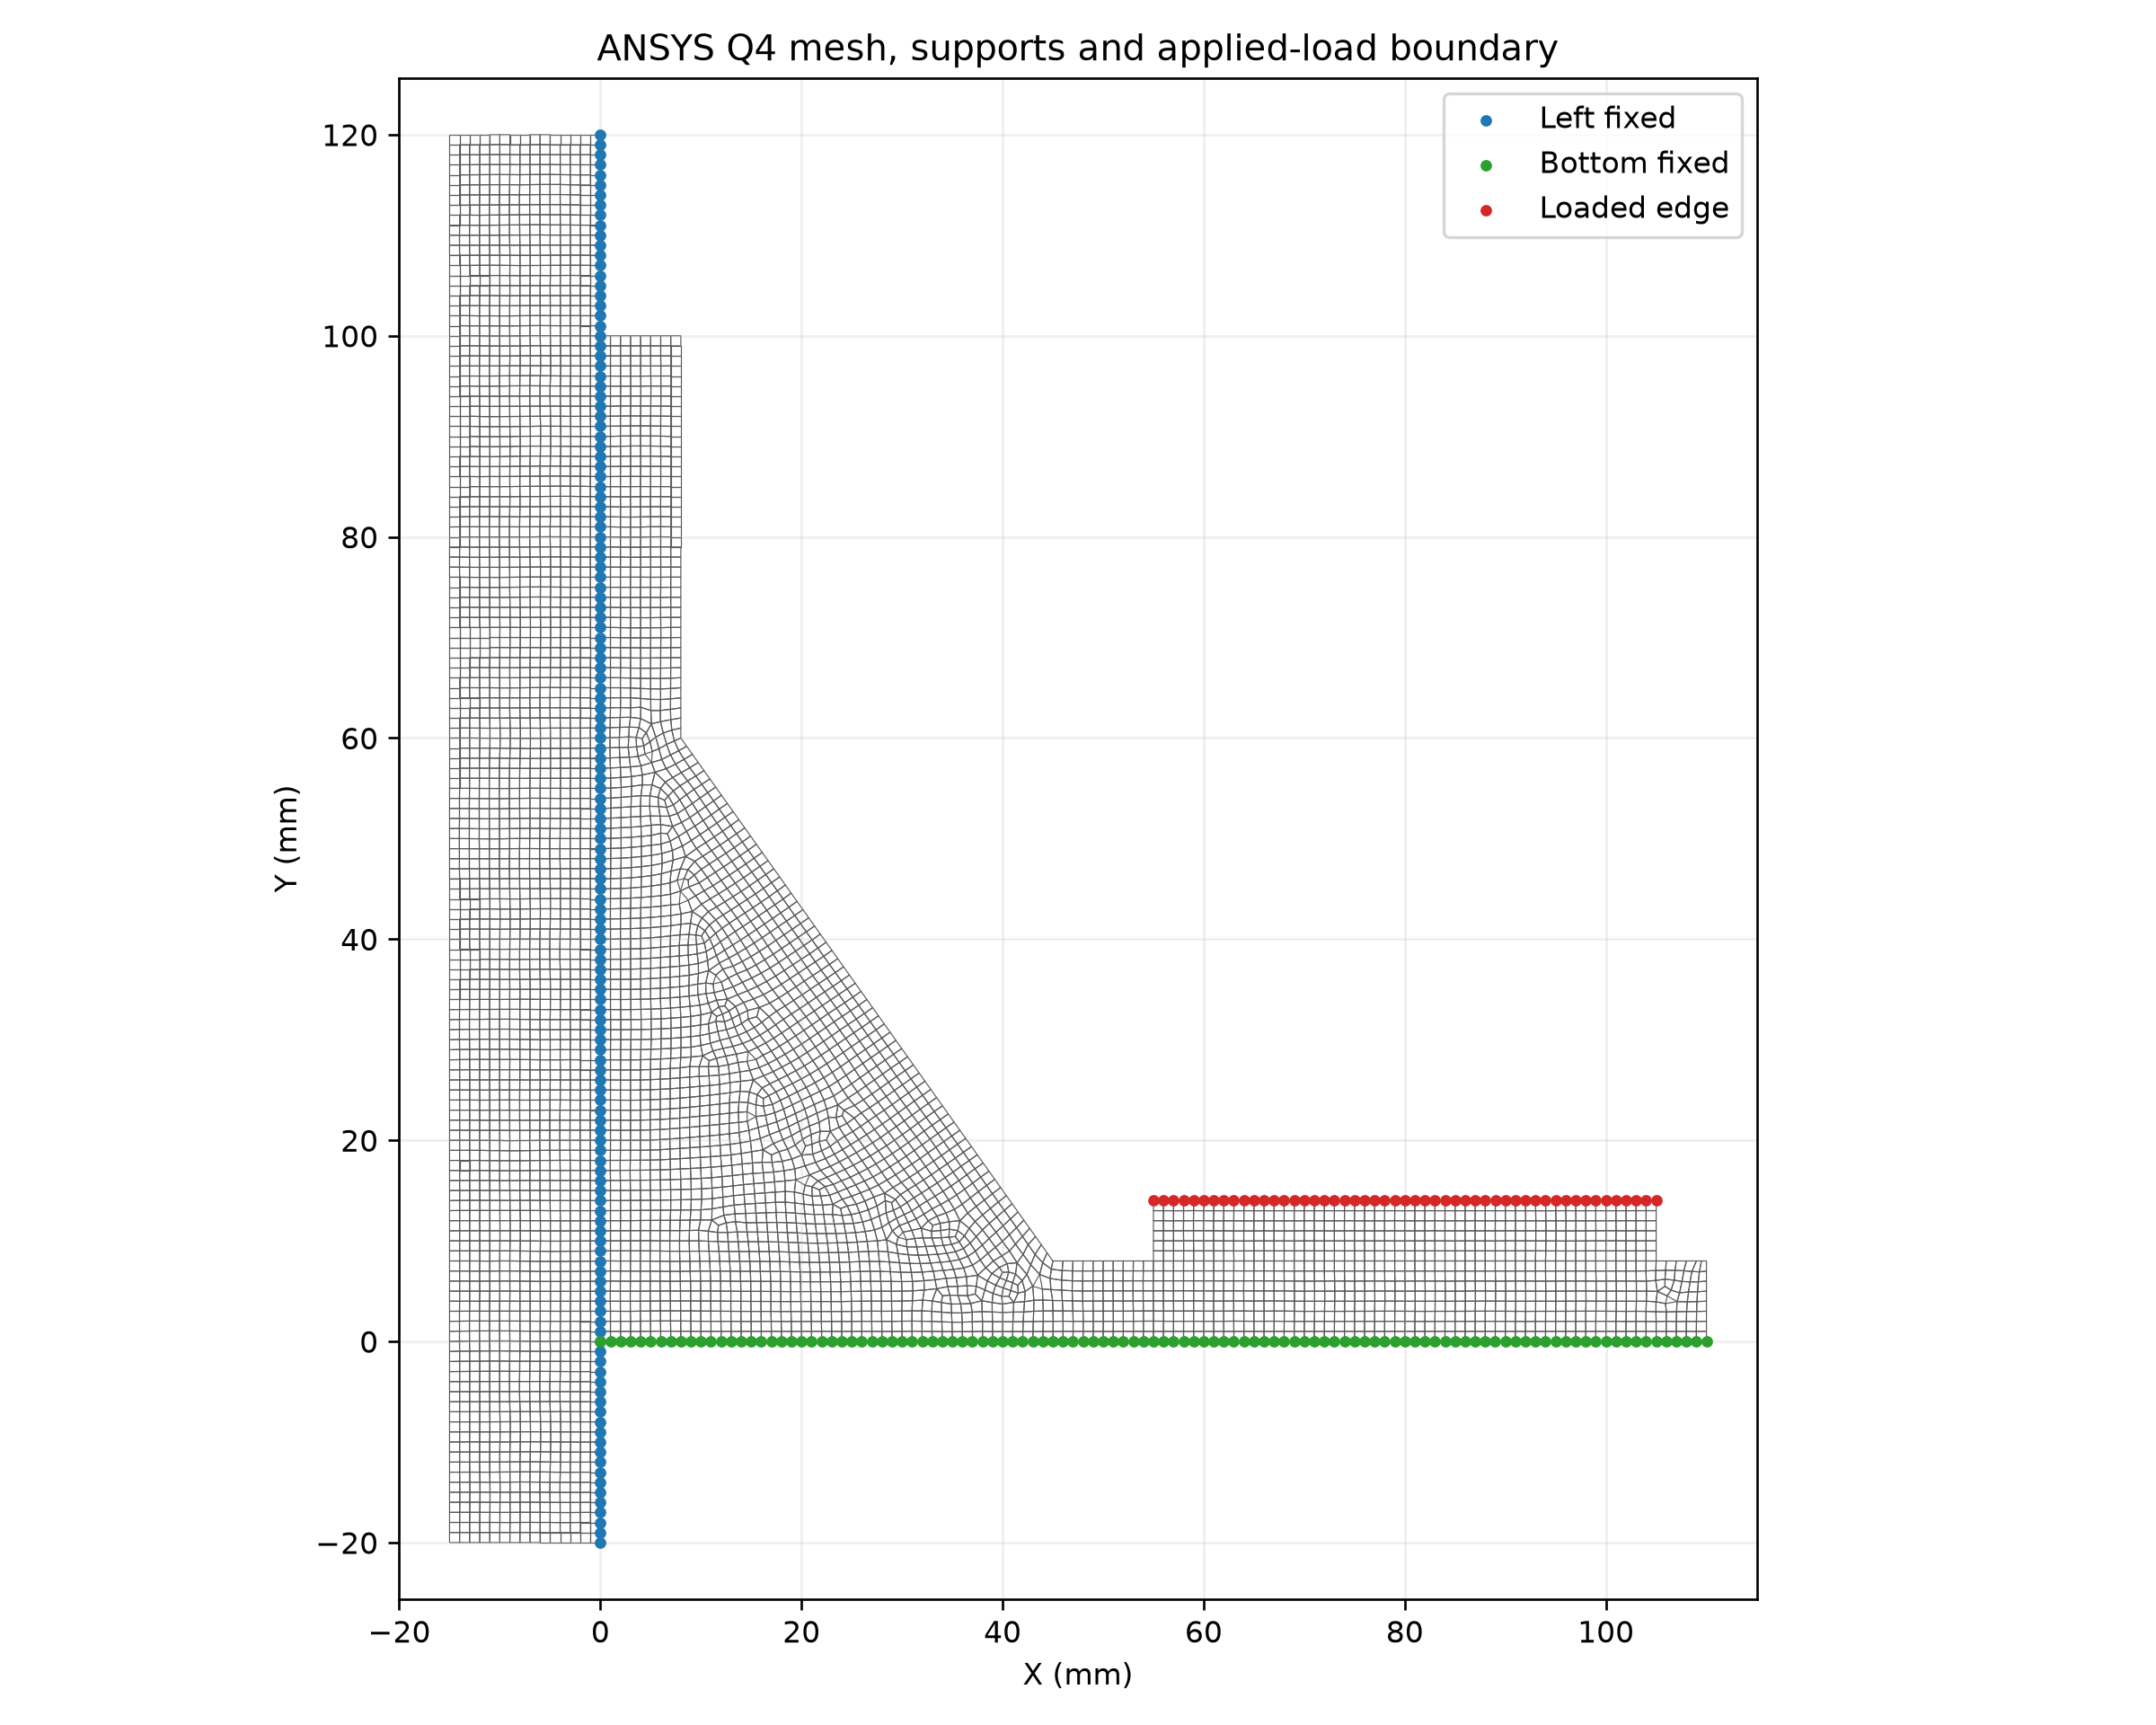 ANSYS Q4 mesh, supports and applied-load boundary
Left fixed
Bottom fixed
Loaded edge
120
100
80
60
40
20
0
−20
Y (mm)
−20 0 20 40 60 80 100
X (mm)